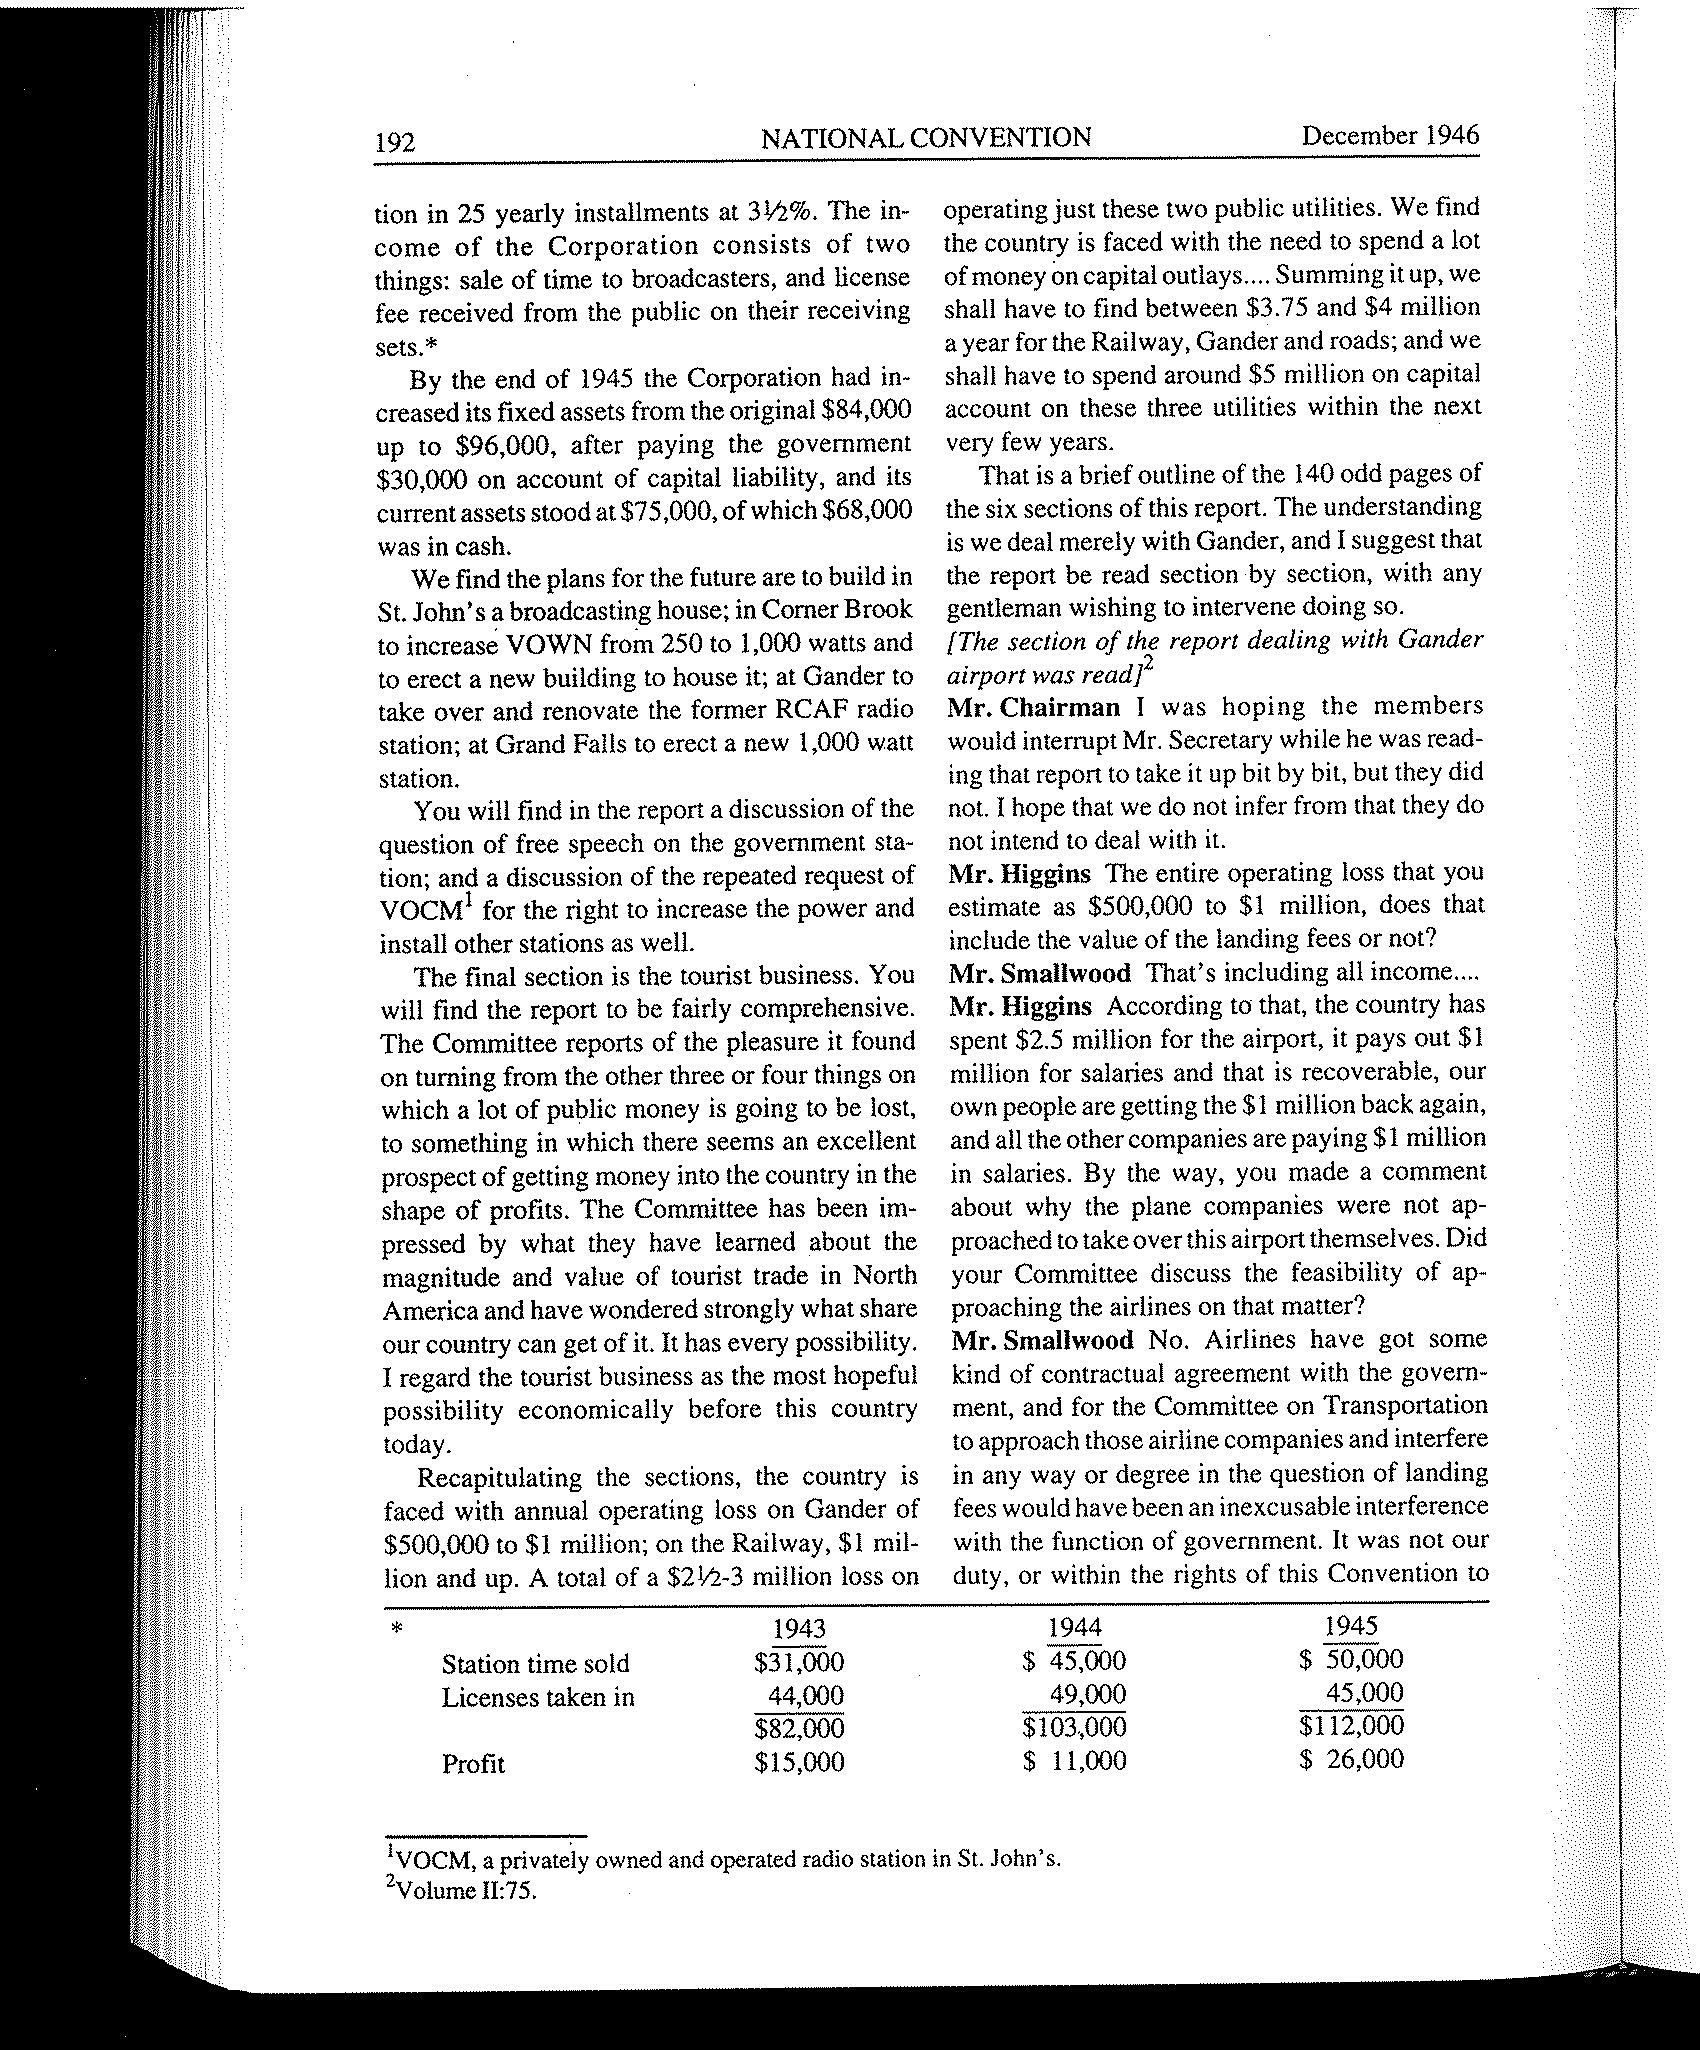 192 NATIONAL CONVENTION December 1946
tion in 25 yearly installments at 3½%. The in-
come of the Corporation consists of two
things: sale of time to broadcasters, and license
fee received from the public on their receiving
sets.*
By the end of 1945 the Corporation had in-
creased its fixed assets from the original $84,000
up to $96,000, after paying the government
$30,000 on account of capital liability, and its
current assets stood at $75,000, of which $68,000
was in cash.
We find the plans for the future are to build in
St. John's a broadcasting house; in Corner Brook
to increase VOWN from 250 to 1,000 watts and
to erect a new building to house it; at Gander to
take over and renovate the former RCAF radio
station; at Grand Falls to erect a new 1,000 watt
station.
You will find in the report a discussion of the
question of free speech on the government sta-
tion; and a discussion of the repeated request of
VOCM¹ for the right to increase the power and
install other stations as well.
The final section is the tourist business. You
will find the report to be fairly comprehensive.
The Committee reports of the pleasure it found
on turning from the other three or four things on
which a lot of public money is going to be lost,
to something in which there seems an excellent
prospect of getting money into the country in the
shape of profits. The Committee has been im-
pressed by what they have learned about the
magnitude and value of tourist trade in North
America and have wondered strongly what share
our country can get of it. It has every possibility.
I regard the tourist business as the most hopeful
possibility economically before this country
today.
Recapitulating the sections, the country is
faced with annual operating loss on Gander of
$500,000 to $1 million; on the Railway, $1 mil-
lion and up. A total of a $2½-3 million loss on
operating just these two public utilities. We find
the country is faced with the need to spend a lot
of money on capital outlays.... Summing it up, we
shall have to find between $3.75 and $4 million
a year for the Railway, Gander and roads; and we
shall have to spend around $5 million on capital
account on these three utilities within the next
very few years.
That is a brief outline of the 140 odd pages of
the six sections of this report. The understanding
is we deal merely with Gander, and I suggest that
the report be read section by section, with any
gentleman wishing to intervene doing so.
[The section of the report dealing with Gander
airport was read]²
Mr. Chairman I was hoping the members
would interrupt Mr. Secretary while he was read-
ing that report to take it up bit by bit, but they did
not. I hope that we do not infer from that they do
not intend to deal with it.
Mr. Higgins The entire operating loss that you
estimate as $500,000 to $1 million, does that
include the value of the landing fees or not?
Mr. Smallwood That's including all income....
Mr. Higgins According to that, the country has
spent $2.5 million for the airport, it pays out $1
million for salaries and that is recoverable, our
own people are getting the $1 million back again,
and all the other companies are paying $1 million
in salaries. By the way, you made a comment
about why the plane companies were not ap-
proached to take over this airport themselves. Did
your Committee discuss the feasibility of ap-
proaching the airlines on that matter?
Mr. Smallwood No. Airlines have got some
kind of contractual agreement with the govern-
ment, and for the Committee on Transportation
to approach those airline companies and interfere
in any way or degree in the question of landing
fees would have been an inexcusable interference
with the function of government. It was not our
duty, or within the rights of this Convention to
* 1943 1944 1945
Station time sold $31,000 $ 45,000 $ 50,000
Licenses taken in 44,000 49,000 45,000
$82,000 $103,000 $112,000
Profit $15,000 $ 11,000 $ 26,000
¹VOCM, a privately owned and operated radio station in St. John's.
²Volume II:75.